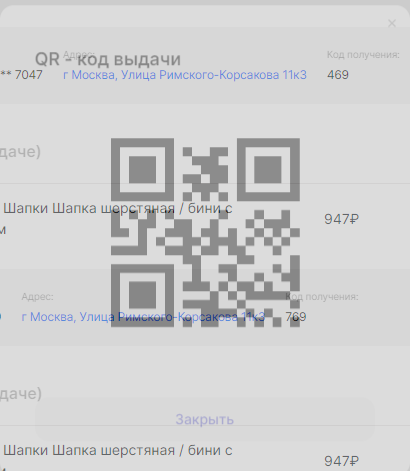 ×
QR - код выдачи
Адрес:
Код получения:
** 7047
г Москва, Улица Римского-Корсакова 11к3
469
даче)
Шапки Шапка шерстяная / бини с
м
947₽
Адрес:
Код получения:
г Москва, Улица Римского-Корсакова 11к3
769
даче)
Закрыть
Шапки Шапка шерстяная / бини с
947₽